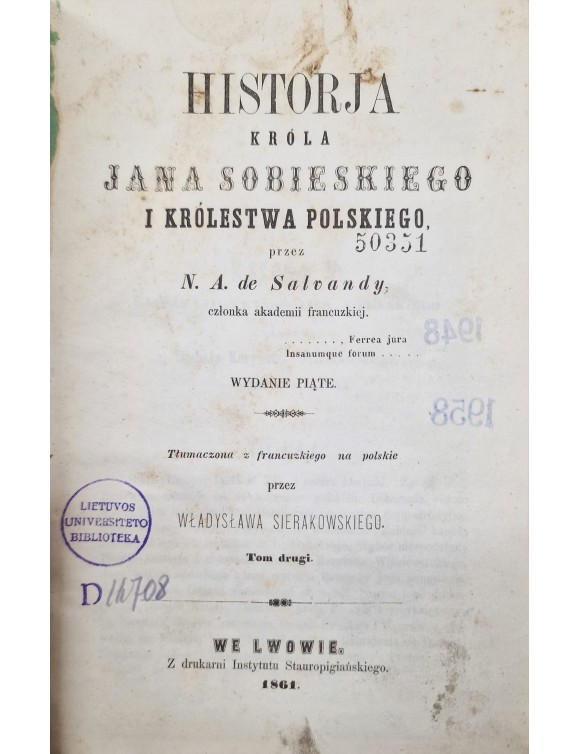 HISTORJA
KRÓLA
JANA SOBIESKIEGO
I KRÓLESTWA POLSKIEGO,
50351
przez
N. A. de Salvandy,
członka akademii francuzkiej.
. . . . . . . , Ferrea jura
Insanumque forum . . . . .
1948
WYDANIE PIĄTE.
1958
Tłumaczona z francuzkiego na polskie
przez
WŁADYSŁAWA SIERAKOWSKIEGO.
LIETUVOS
UNIVERSITETO
BIBLIOTEKA
Tom drugi.
D 14708
WE LWOWIE.
Z drukarni Instytutu Stauropigiańskiego.
1861.